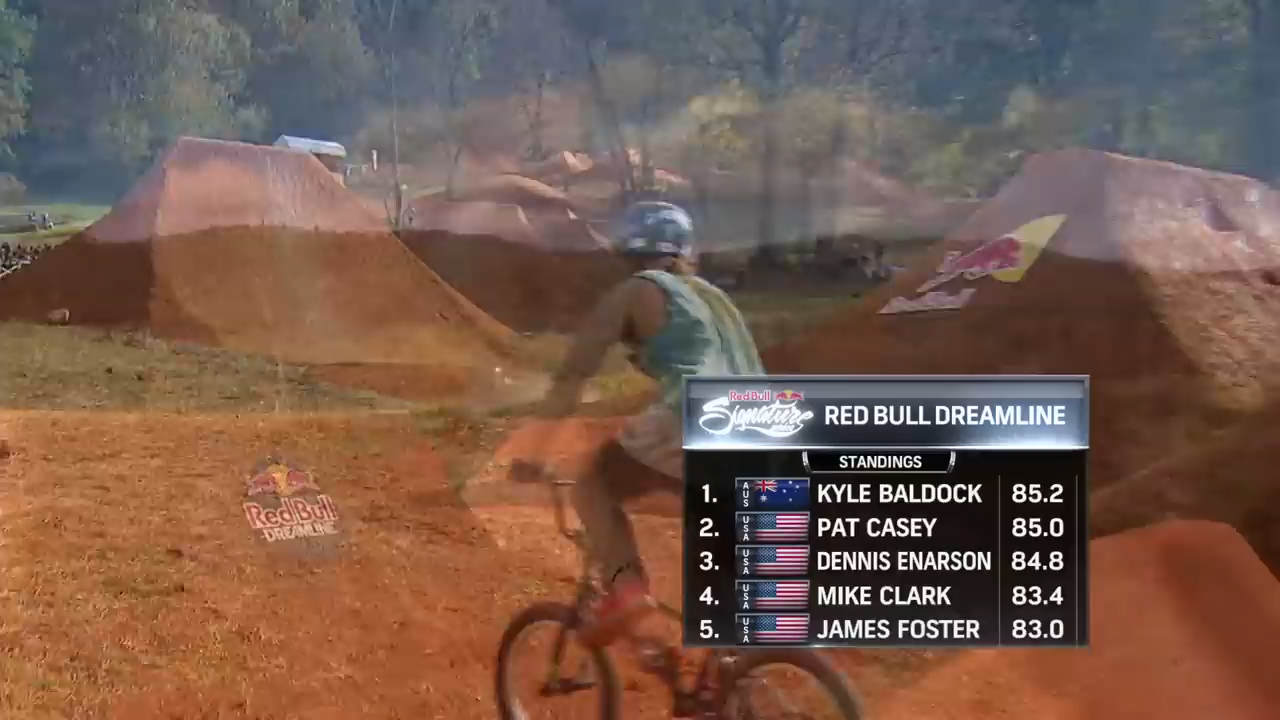 Red Bull
Signature
SERIES
RED BULL DREAMLINE
STANDINGS
1. AUS KYLE BALDOCK 85.2
2. USA PAT CASEY 85.0
3. USA DENNIS ENARSON 84.8
4. USA MIKE CLARK 83.4
5. USA JAMES FOSTER 83.0
Red Bull
DREAMLINE